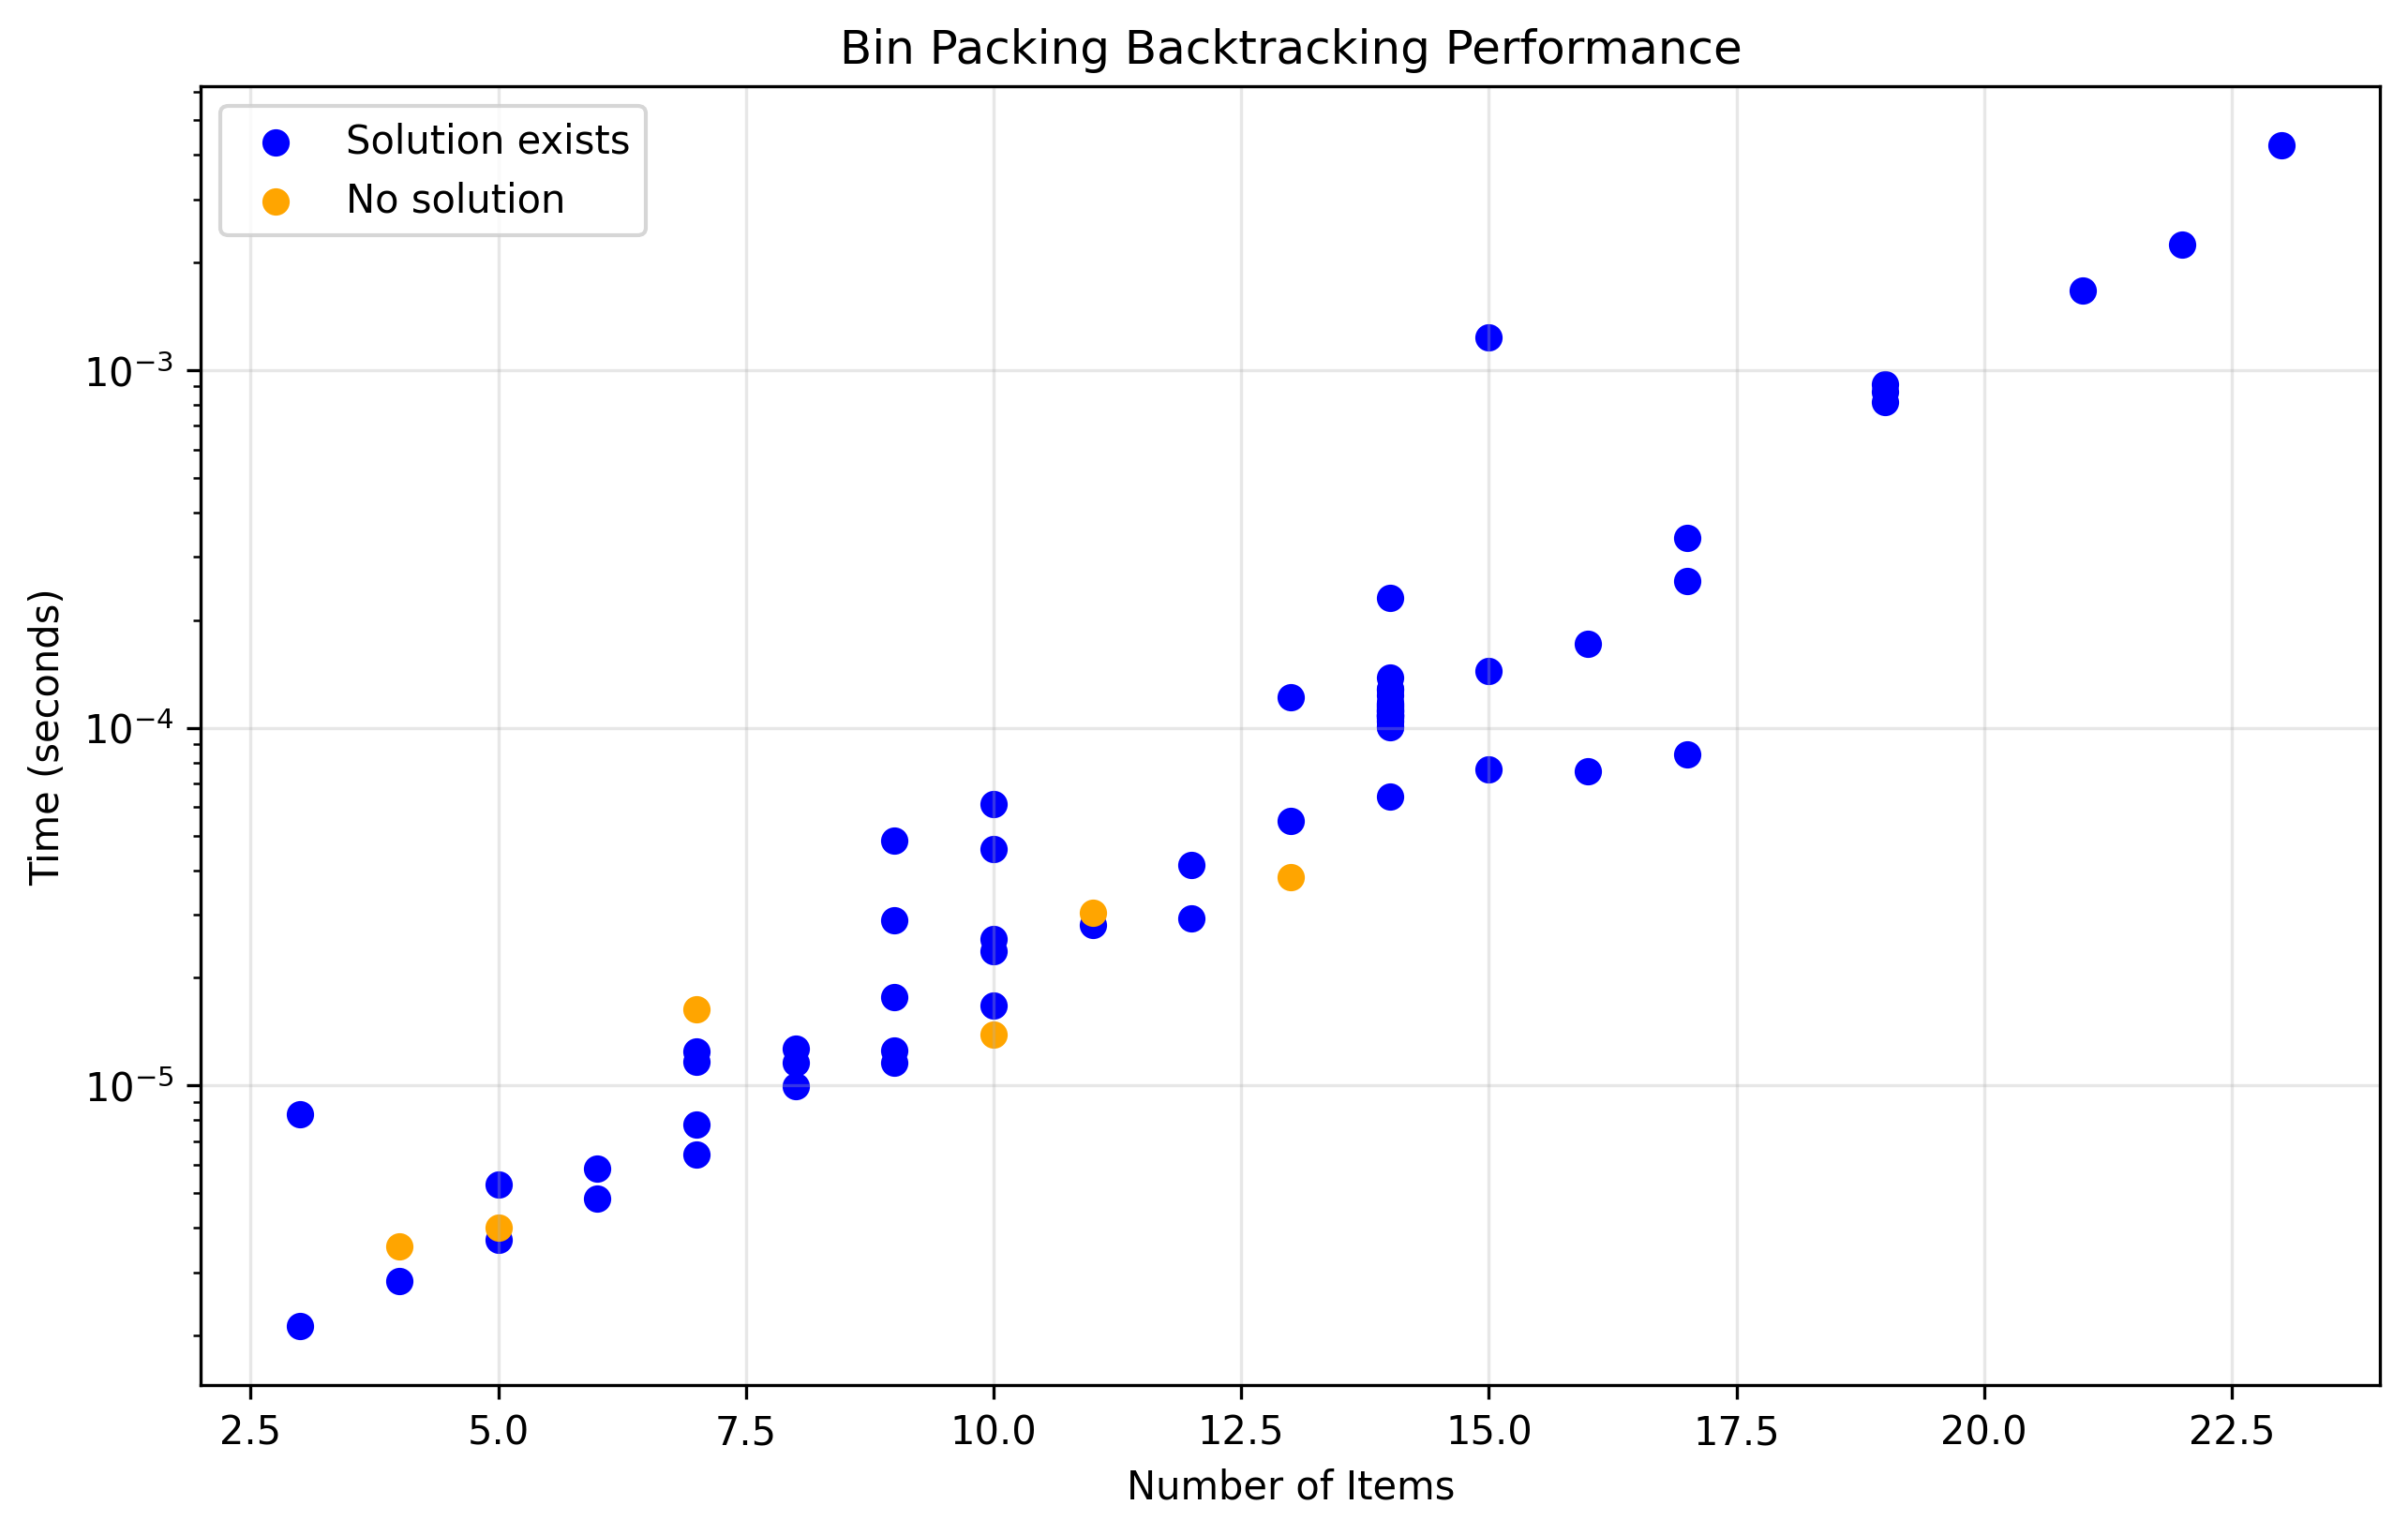 Bin Packing Backtracking Performance
Solution exists
No solution
Time (seconds)
10⁻³
10⁻⁴
10⁻⁵
2.5 5.0 7.5 10.0 12.5 15.0 17.5 20.0 22.5
Number of Items